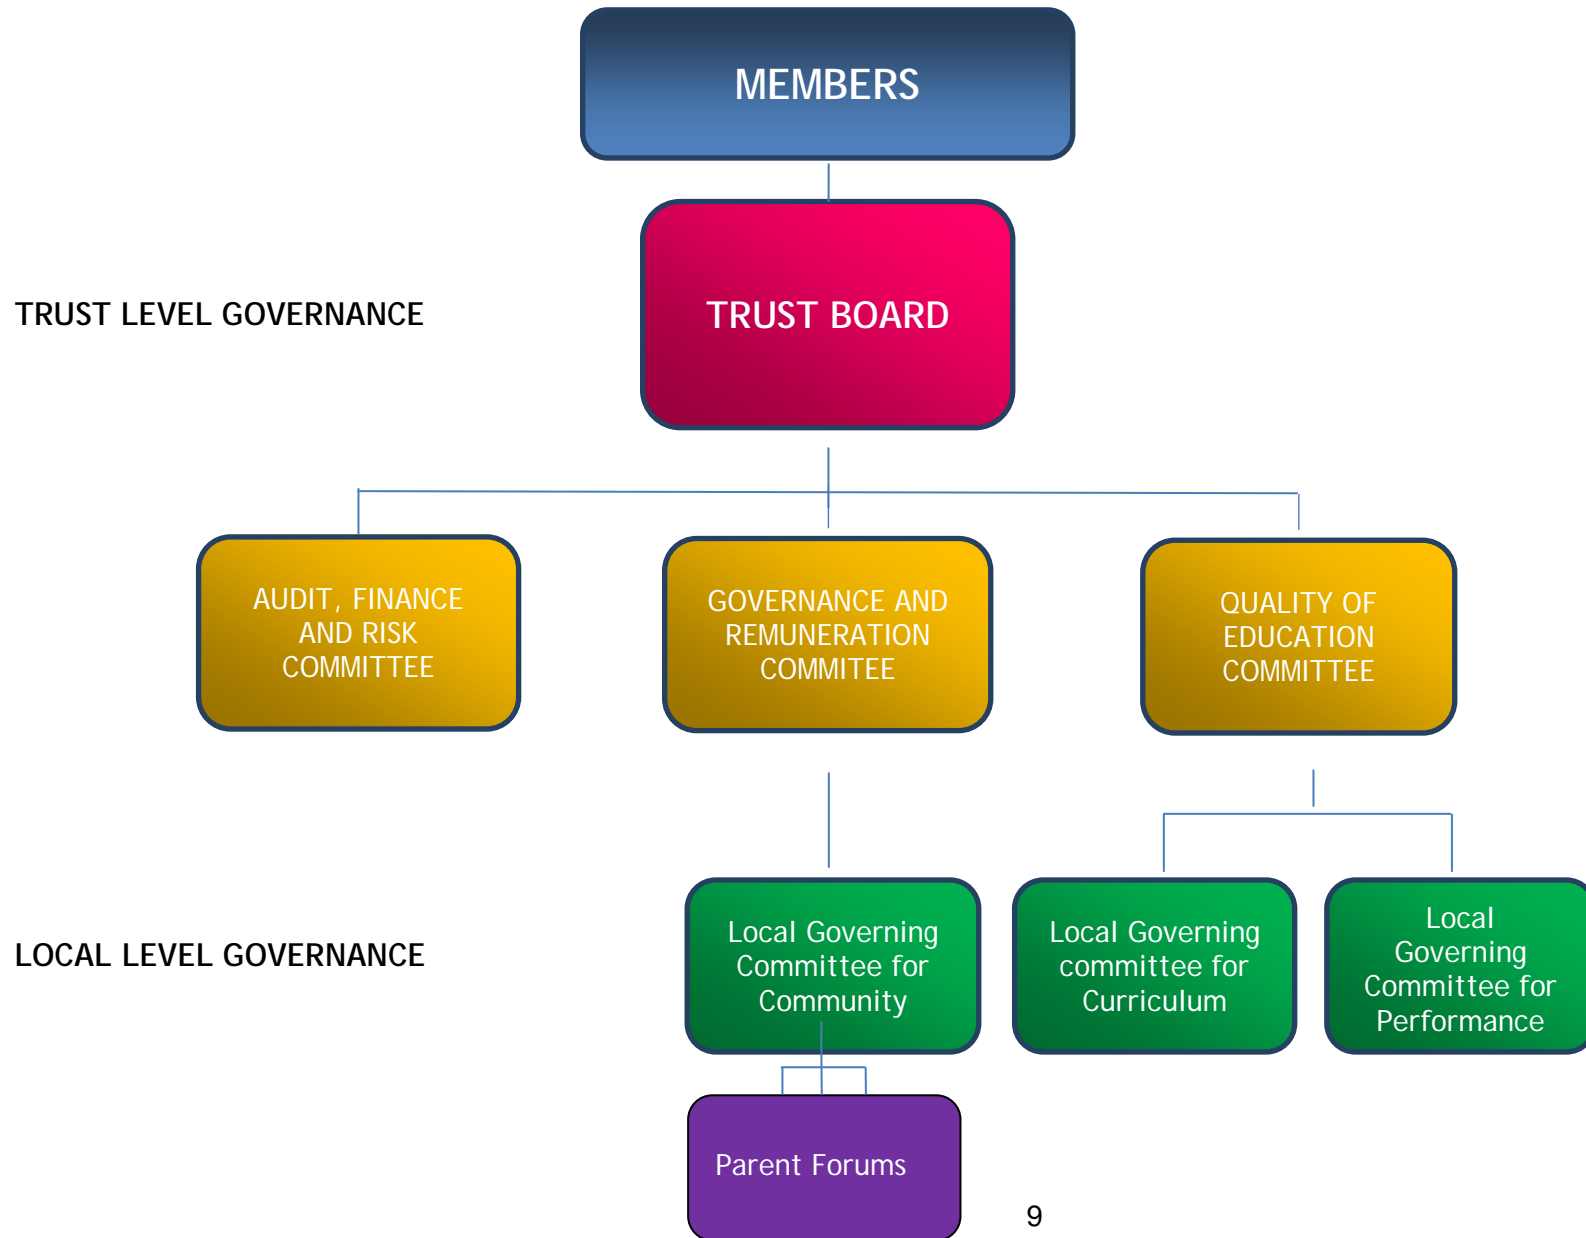 MEMBERS
TRUST LEVEL GOVERNANCE
TRUST BOARD
AUDIT, FINANCE
AND RISK
COMMITTEE
GOVERNANCE AND
REMUNERATION
COMMITEE
QUALITY OF
EDUCATION
COMMITTEE
LOCAL LEVEL GOVERNANCE
Local Governing
Committee for
Community
Local Governing
committee for
Curriculum
Local
Governing
Committee for
Performance
Parent Forums
9